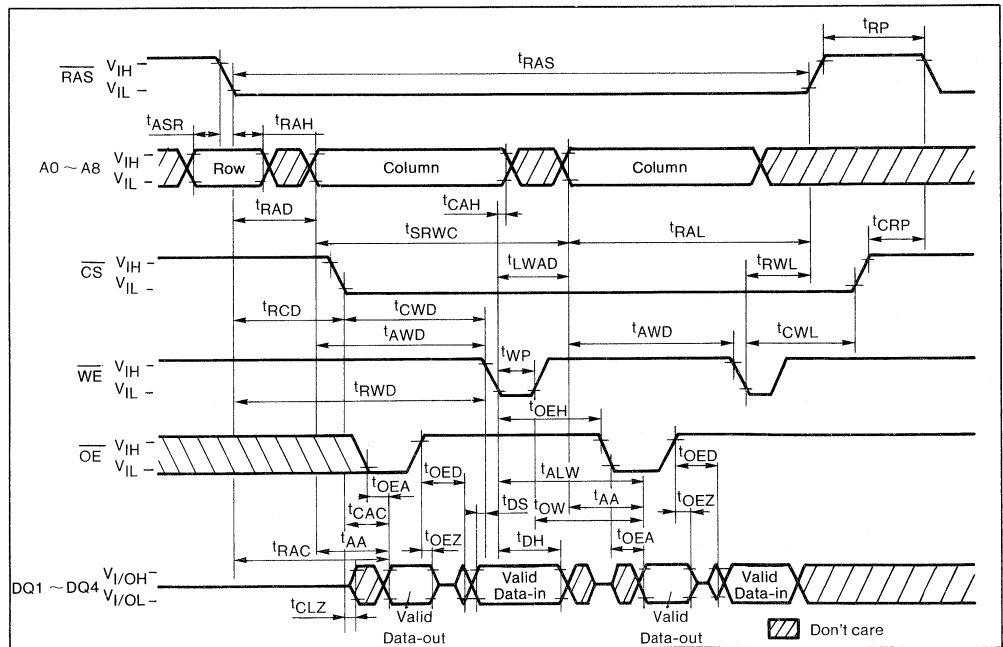 tRP
RAS VIH
VIL
tRAS
tASR
tRAH
A0 ~ A8 VIH
VIL
Row
Column
Column
tCAH
tRAD
tSRWC
tRAL
tCRP
CS VIH
VIL
tLWAD
tRWL
tRCD
tCWD
tAWD
tWP
tAWD
tCWL
WE VIH
VIL
tRWD
tOEH
OE VIH
VIL
tOEA
tOED
tALW
tOED
tCAC
tDS
tOW
tAA
tOEZ
tRAC
tAA
tOEZ
tDH
tOEA
DQ1 ~ DQ4 VI/OH
VI/OL
Valid
Data-in
Valid
Data-in
tCLZ
Valid
Data-out
Valid
Data-out
Don't care